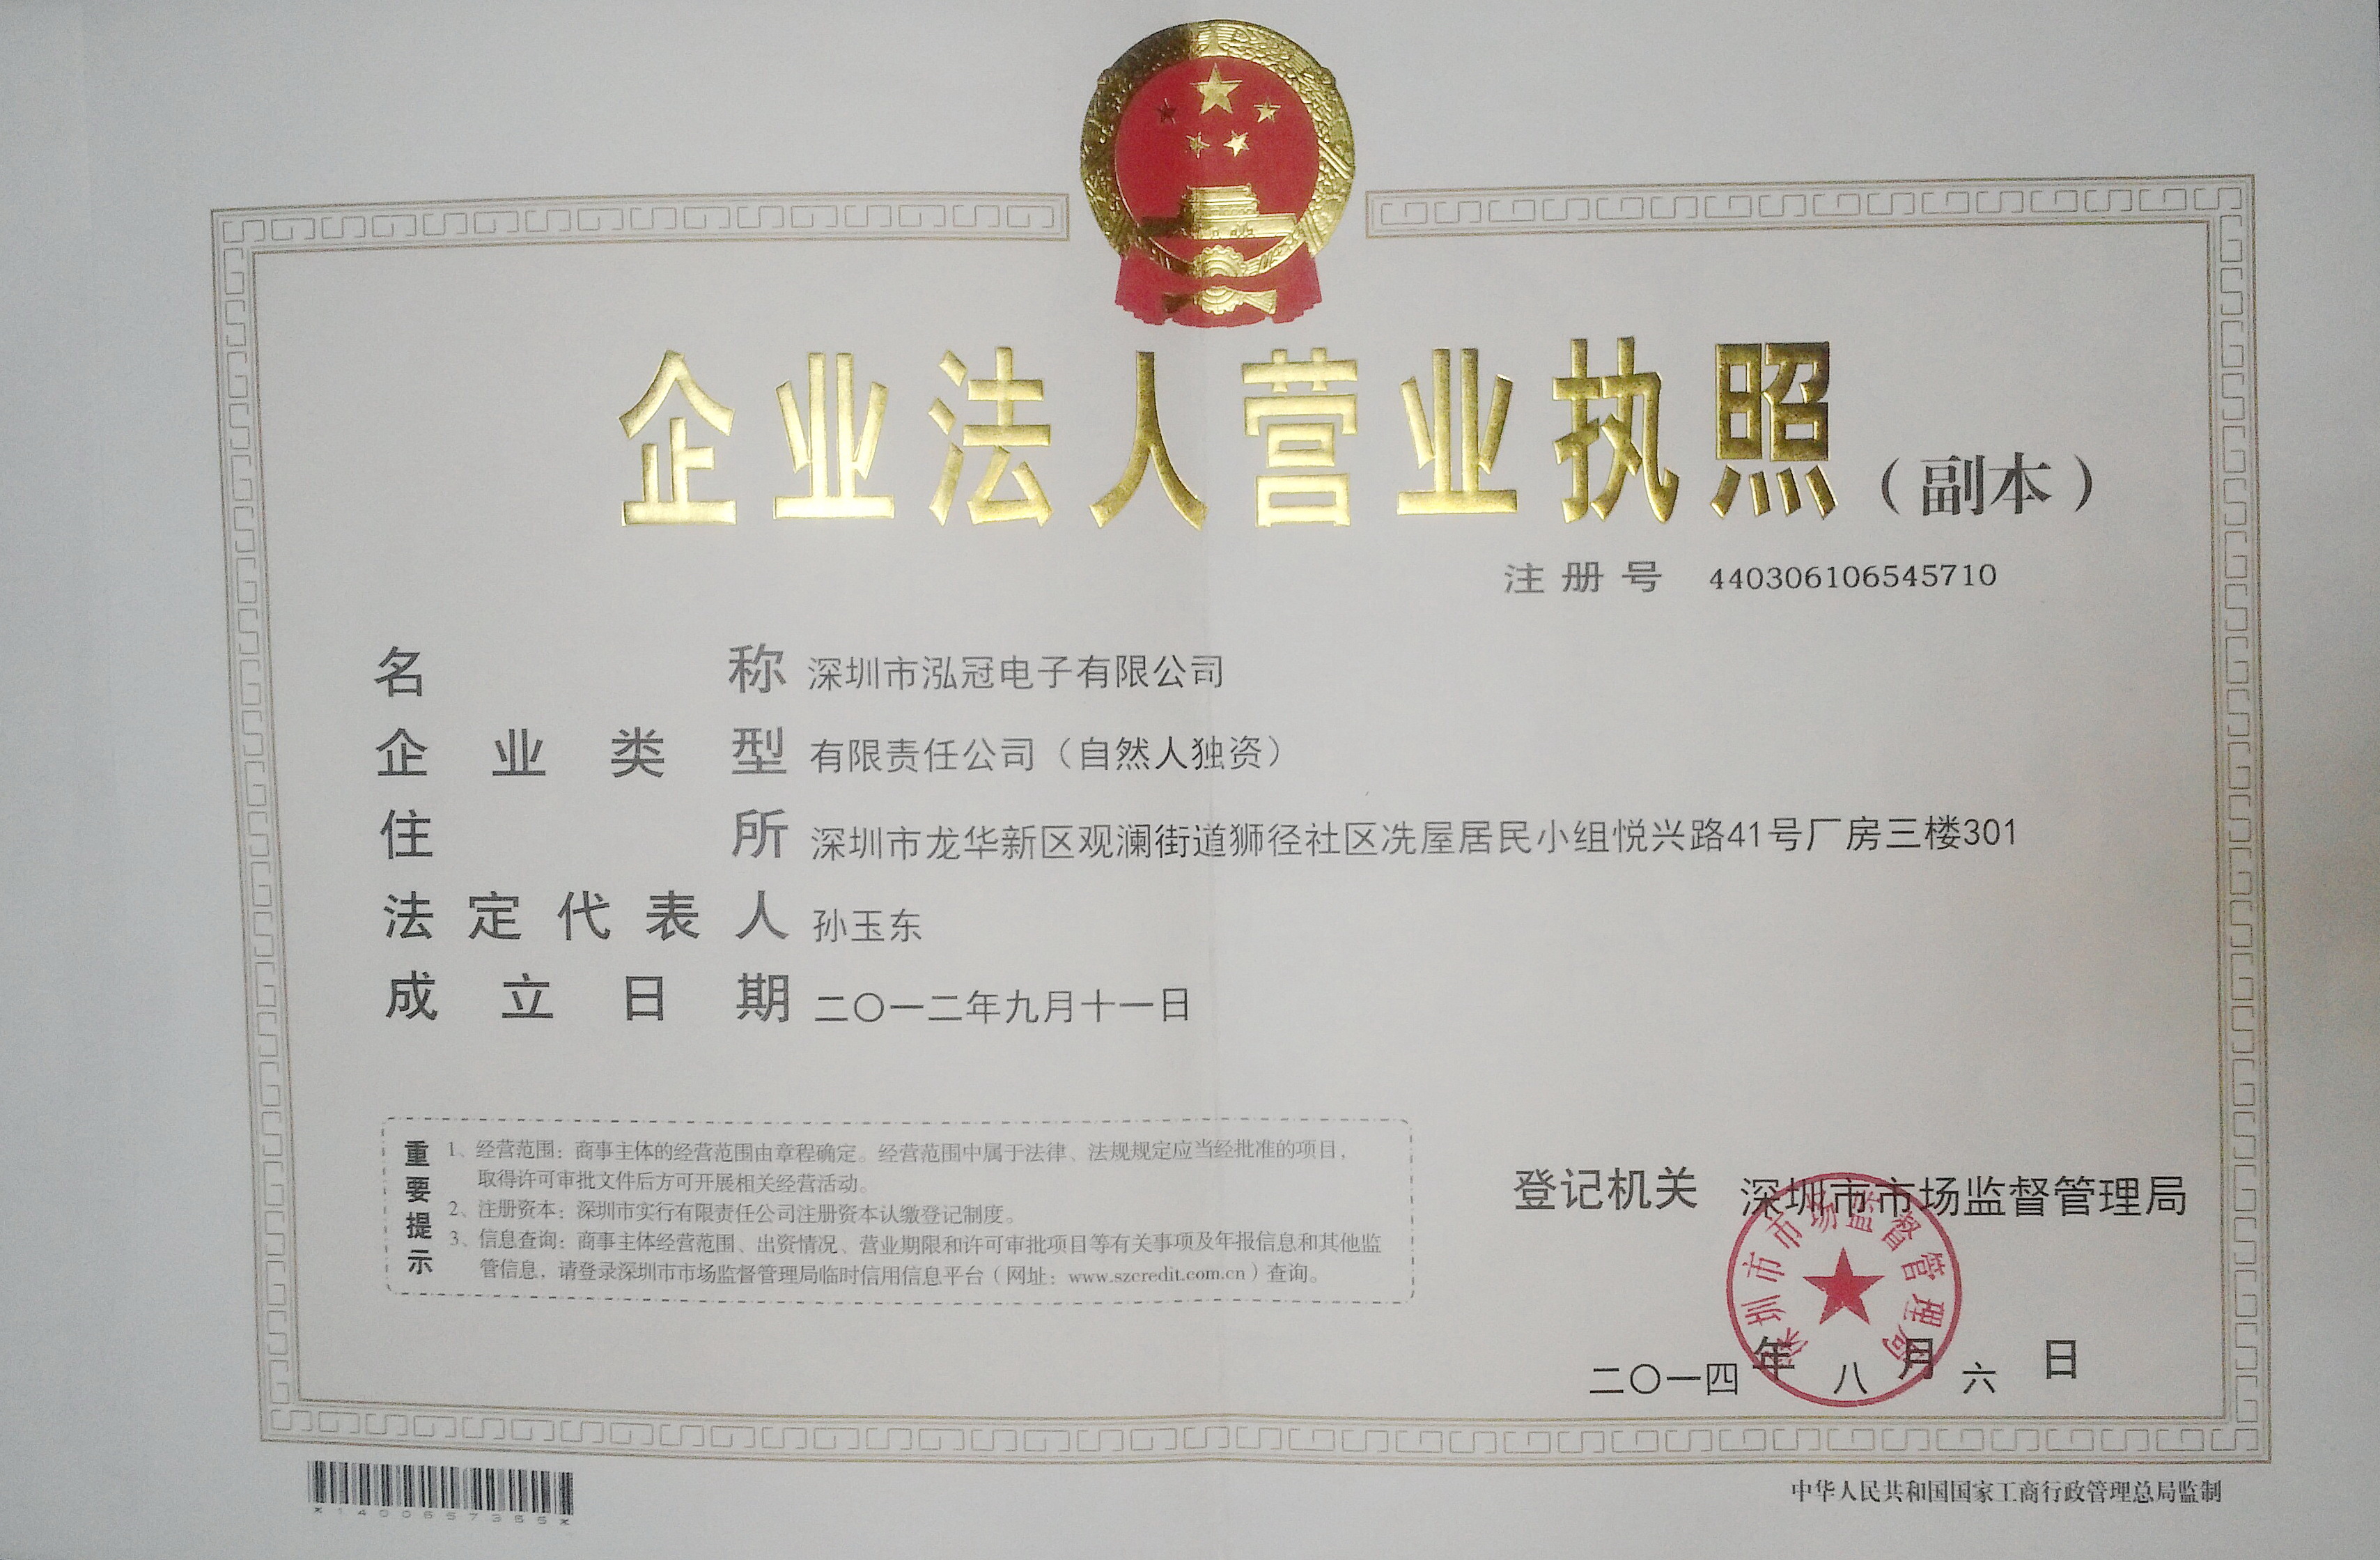 企业法人营业执照（副本）
注册号 440306106545710
名称 深圳市泓冠电子有限公司
企业类型 有限责任公司（自然人独资）
住所 深圳市龙华新区观澜街道狮径社区冼屋居民小组悦兴路41号厂房三楼301
法定代表人 孙玉东
成立日期 二〇一二年九月十一日
重要提示
1、经营范围：商事主体的经营范围由章程确定。经营范围中属于法律、法规规定应当经批准的项目，
取得许可审批文件后方可开展相关经营活动。
2、注册资本：深圳市实行有限责任公司注册资本认缴登记制度。
3、信息查询：商事主体经营范围、出资情况、营业期限和许可审批项目等有关事项及年报信息和其他监
管信息，请登录深圳市市场监督管理局临时信用信息平台（网址：www.szcredit.com.cn）查询。
登记机关 深圳市市场监督管理局
深圳市市场监督管理局
二〇一四年八月六日
中华人民共和国国家工商行政管理总局监制